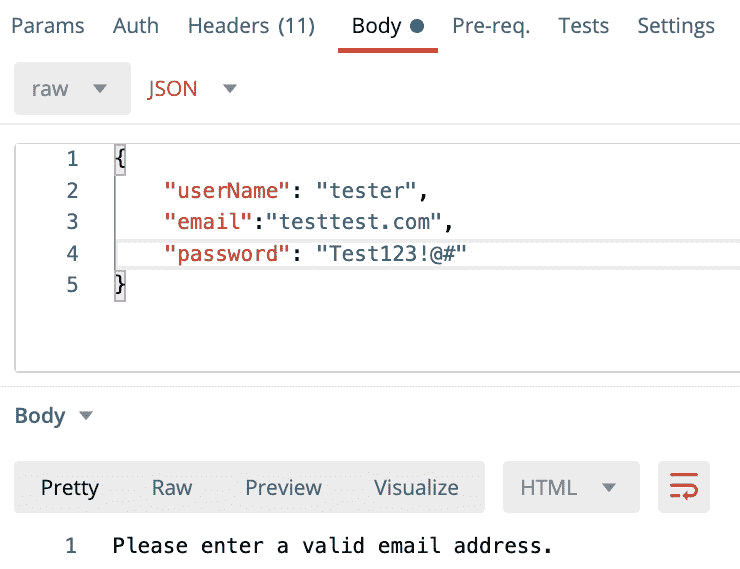 Params Auth Headers (11) Body Pre-req. Tests Settings
raw JSON
1 {
2 "userName": "tester",
3 "email":"testtest.com",
4 "password": "Test123!@#"
5 }
Body
Pretty Raw Preview Visualize HTML
1 Please enter a valid email address.